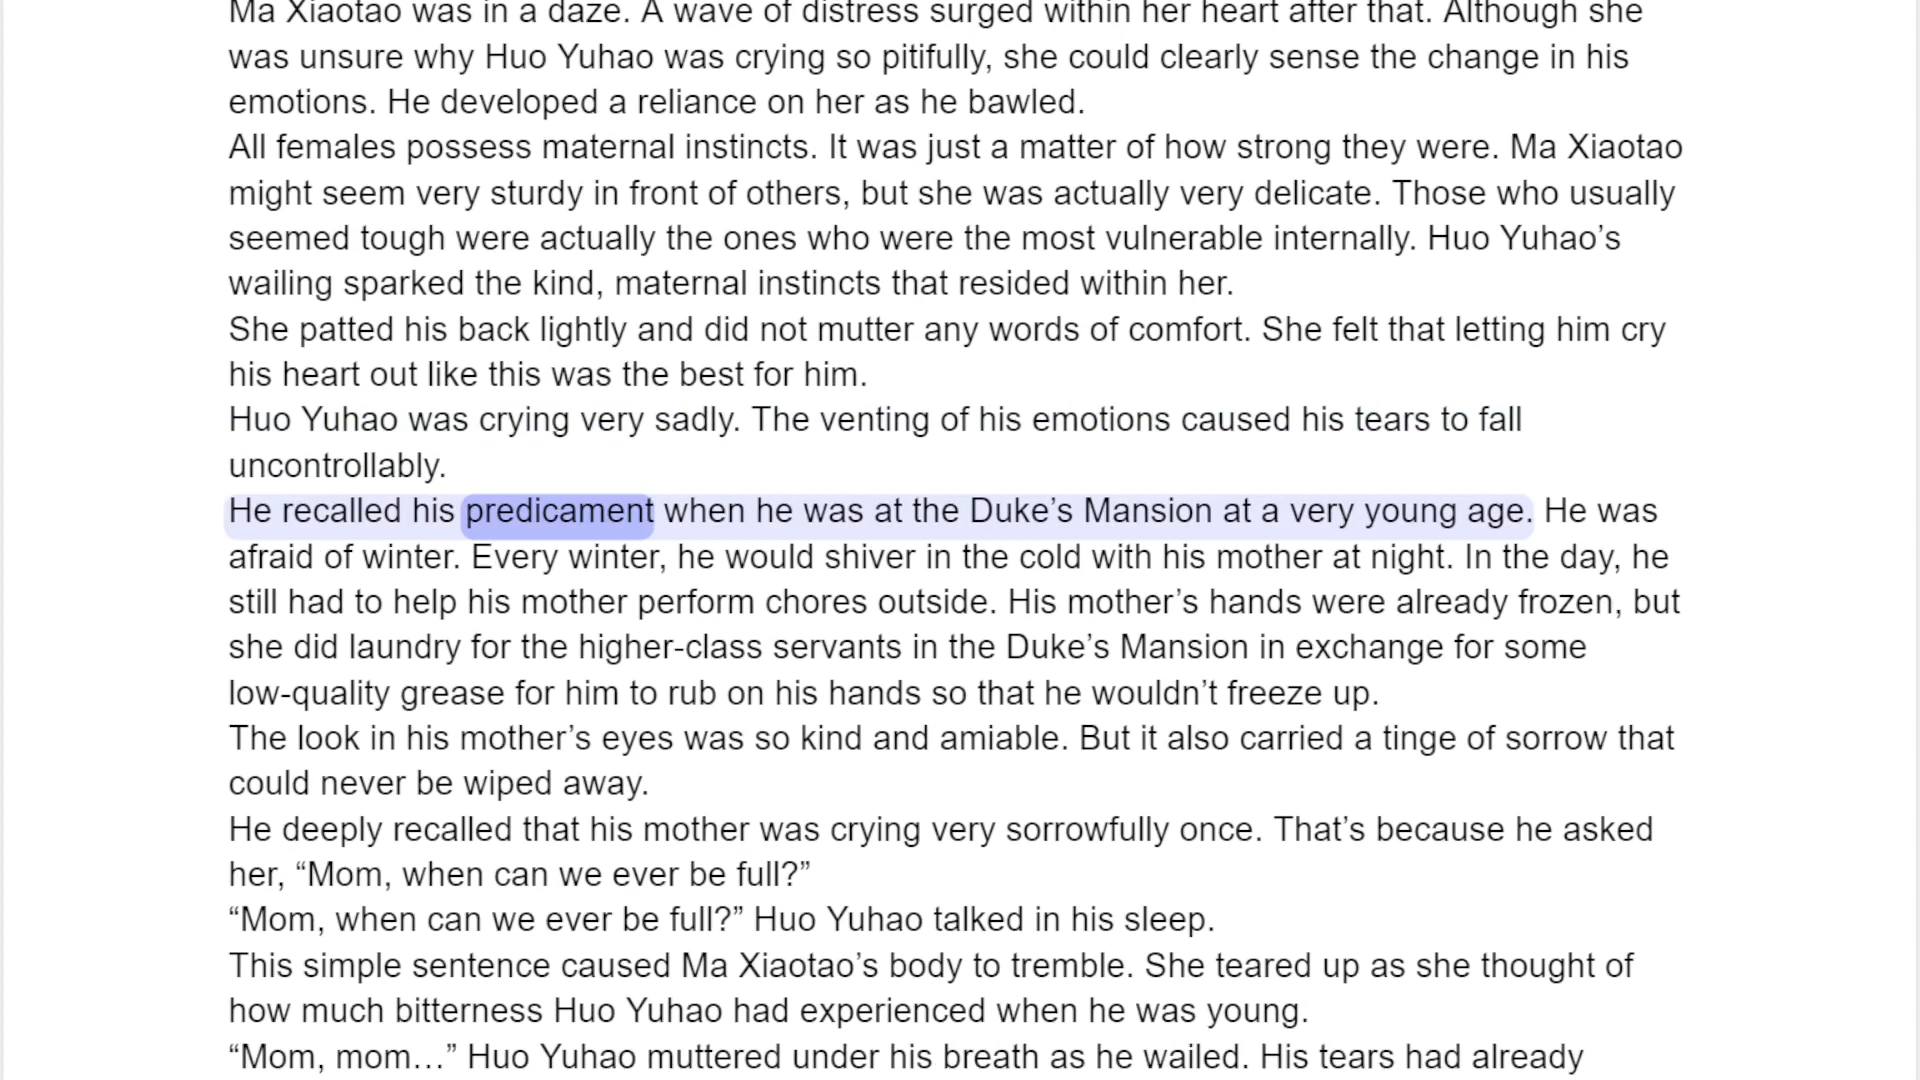 Ma Xiaotao was in a daze. A wave of distress surged within her heart after that. Although she
was unsure why Huo Yuhao was crying so pitifully, she could clearly sense the change in his
emotions. He developed a reliance on her as he bawled.
All females possess maternal instincts. It was just a matter of how strong they were. Ma Xiaotao
might seem very sturdy in front of others, but she was actually very delicate. Those who usually
seemed tough were actually the ones who were the most vulnerable internally. Huo Yuhao’s
wailing sparked the kind, maternal instincts that resided within her.
She patted his back lightly and did not mutter any words of comfort. She felt that letting him cry
his heart out like this was the best for him.
Huo Yuhao was crying very sadly. The venting of his emotions caused his tears to fall
uncontrollably.
He recalled his predicament when he was at the Duke’s Mansion at a very young age. He was
afraid of winter. Every winter, he would shiver in the cold with his mother at night. In the day, he
still had to help his mother perform chores outside. His mother’s hands were already frozen, but
she did laundry for the higher-class servants in the Duke’s Mansion in exchange for some
low-quality grease for him to rub on his hands so that he wouldn’t freeze up.
The look in his mother’s eyes was so kind and amiable. But it also carried a tinge of sorrow that
could never be wiped away.
He deeply recalled that his mother was crying very sorrowfully once. That’s because he asked
her, “Mom, when can we ever be full?”
“Mom, when can we ever be full?” Huo Yuhao talked in his sleep.
This simple sentence caused Ma Xiaotao’s body to tremble. She teared up as she thought of
how much bitterness Huo Yuhao had experienced when he was young.
“Mom, mom…” Huo Yuhao muttered under his breath as he wailed. His tears had already